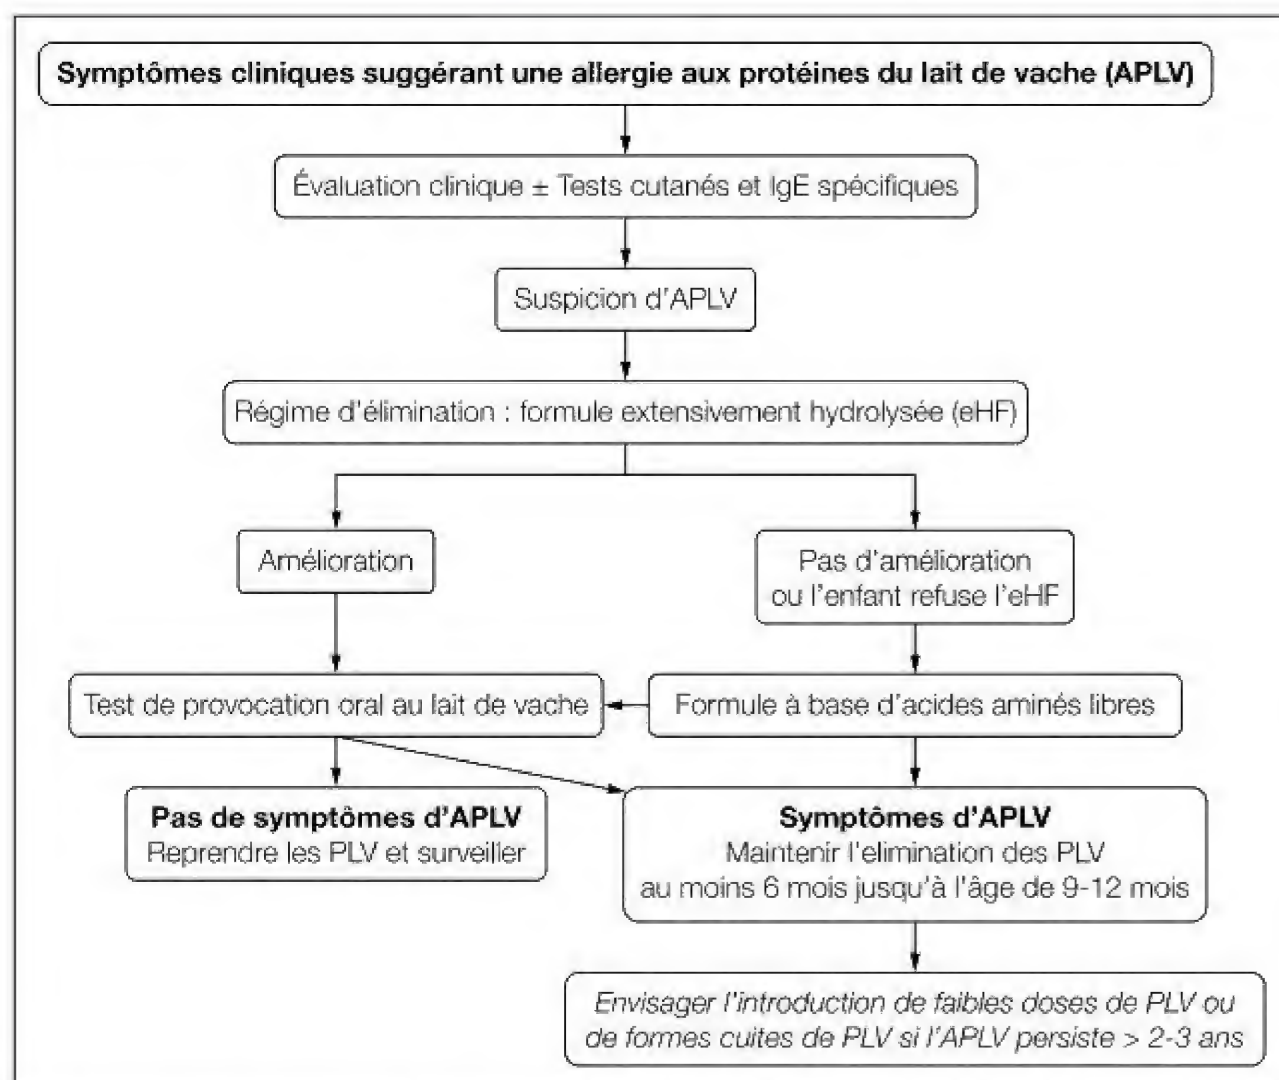 Symptômes cliniques suggérant une allergie aux protéines du lait de vache (APLV)
Évaluation clinique ± Tests cutanés et IgE spécifiques
Suspicion d'APLV
Régime d'élimination : formule extensivement hydrolysée (eHF)
Amélioration
Pas d'amélioration
ou l'enfant refuse l'eHF
Test de provocation oral au lait de vache
Formule à base d'acides aminés libres
Pas de symptômes d'APLV
Reprendre les PLV et surveiller
Symptômes d'APLV
Maintenir l'elimination des PLV
au moins 6 mois jusqu'à l'âge de 9-12 mois
Envisager l'introduction de faibles doses de PLV ou
de formes cuites de PLV si l'APLV persiste > 2-3 ans